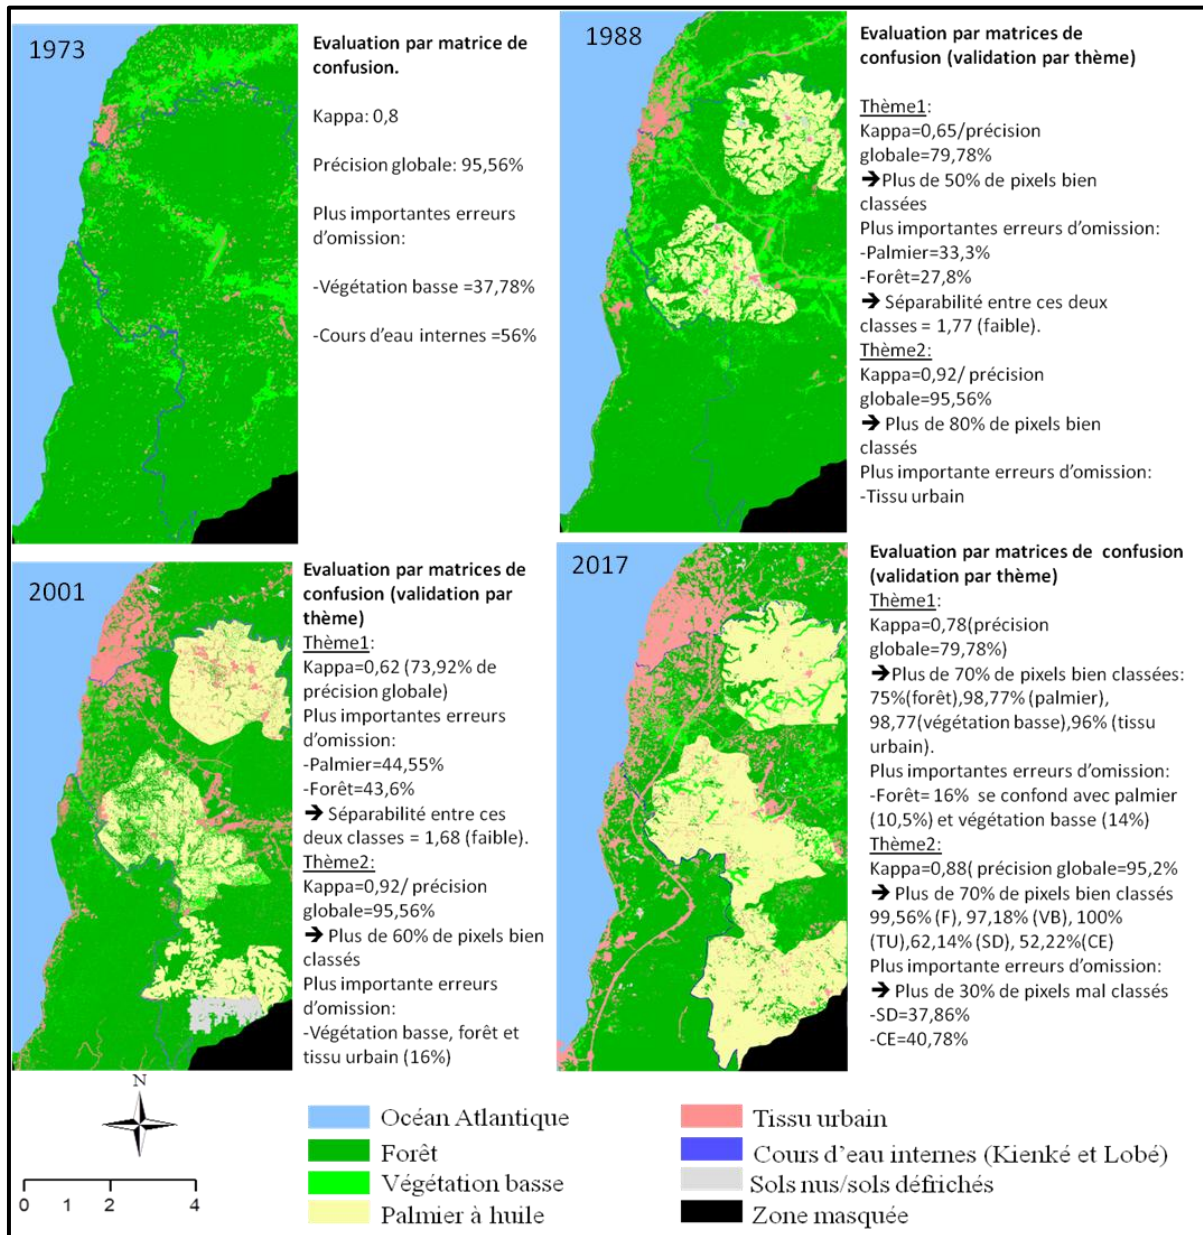 1973
Evaluation par matrice de
confusion.
Kappa: 0,8
Précision globale: 95,56%
Plus importantes erreurs
d'omission:
-Végétation basse =37,78%
-Cours d'eau internes =56%
1988
Evaluation par matrices de
confusion (validation par thème)
Thème1:
Kappa=0,65/précision
globale=79,78%
➔Plus de 50% de pixels bien
classées
Plus importantes erreurs d'omission:
-Palmier=33,3%
-Forêt=27,8%
➔ Séparabilité entre ces deux
classes = 1,77 (faible).
Thème2:
Kappa=0,92/ précision
globale=95,56%
➔ Plus de 80% de pixels bien
classés
Plus importante erreurs d'omission:
-Tissu urbain
2001
Evaluation par matrices de
confusion (validation par
thème)
Thème1:
Kappa=0,62 (73,92% de
précision globale)
Plus importantes erreurs
d'omission:
-Palmier=44,55%
-Forêt=43,6%
➔ Séparabilité entre ces
deux classes = 1,68 (faible).
Thème2:
Kappa=0,92/ précision
globale=95,56%
➔ Plus de 60% de pixels bien
classés
Plus importante erreurs
d'omission:
-Végétation basse, forêt et
tissu urbain (16%)
2017
Evaluation par matrices de confusion
(validation par thème)
Thème1:
Kappa=0,78(précision
globale=79,78%)
➔Plus de 70% de pixels bien classées:
75%(forêt),98,77% (palmier),
98,77(végétation basse),96% (tissu
urbain).
Plus importantes erreurs d'omission:
-Forêt= 16% se confond avec palmier
(10,5%) et végétation basse (14%)
Thème2:
Kappa=0,88( précision globale=95,2%
➔ Plus de 70% de pixels bien classés
99,56% (F), 97,18% (VB), 100%
(TU),62,14% (SD), 52,22%(CE)
Plus importante erreurs d'omission:
➔ Plus de 30% de pixels mal classés
-SD=37,86%
-CE=40,78%
N
0 1 2 4
Océan Atlantique
Forêt
Végétation basse
Palmier à huile
Tissu urbain
Cours d'eau internes (Kienké et Lobé)
Sols nus/sols défrichés
Zone masquée